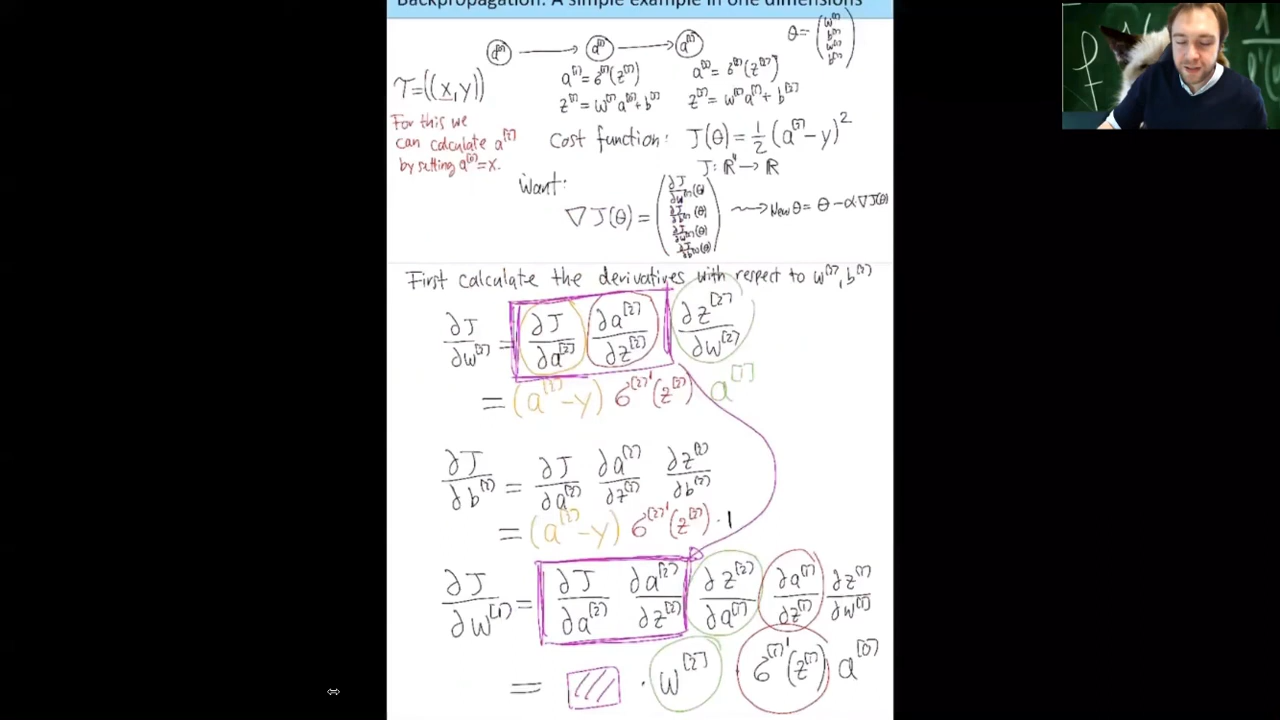 Backpropagation: A simple example in one dimensions
θ = (w^[1] b^[1] w^[2] b^[2])
a^[0] → a^[1] → a^[2]
a^[1] = σ^[1](z^[1]) a^[2] = σ^[2](z^[2])
T = ((x, y))
z^[1] = w^[1] a^[0] + b^[1] z^[2] = w^[2] a^[1] + b^[2]
For this we
can calculate a^[2]
by setting a^[0] = x.
Cost function: J(θ) = 1/2 (a^[2] - y)^2
J: ℝ^4 → ℝ
Want:
∇J(θ) = (∂J/∂w^[1](θ) ∂J/∂b^[1](θ) ∂J/∂w^[2](θ) ∂J/∂b^[2](θ)) ⇝ New θ = θ - α∇J(θ)
First calculate the derivatives with respect to w^[2], b^[2]
∂J/∂w^[2] = ∂J/∂a^[2] ∂a^[2]/∂z^[2] ∂z^[2]/∂w^[2]
= (a^[2] - y) σ^[2]'(z^[2]) a^[1]
∂J/∂b^[2] = ∂J/∂a^[2] ∂a^[2]/∂z^[2] ∂z^[2]/∂b^[2]
= (a^[2] - y) σ^[2]'(z^[2]) · 1
∂J/∂w^[1] = ∂J/∂a^[2] ∂a^[2]/∂z^[2] ∂z^[2]/∂a^[1] ∂a^[1]/∂z^[1] ∂z^[1]/∂w^[1]
= · w^[2] · σ^[1]'(z^[1]) a^[0]